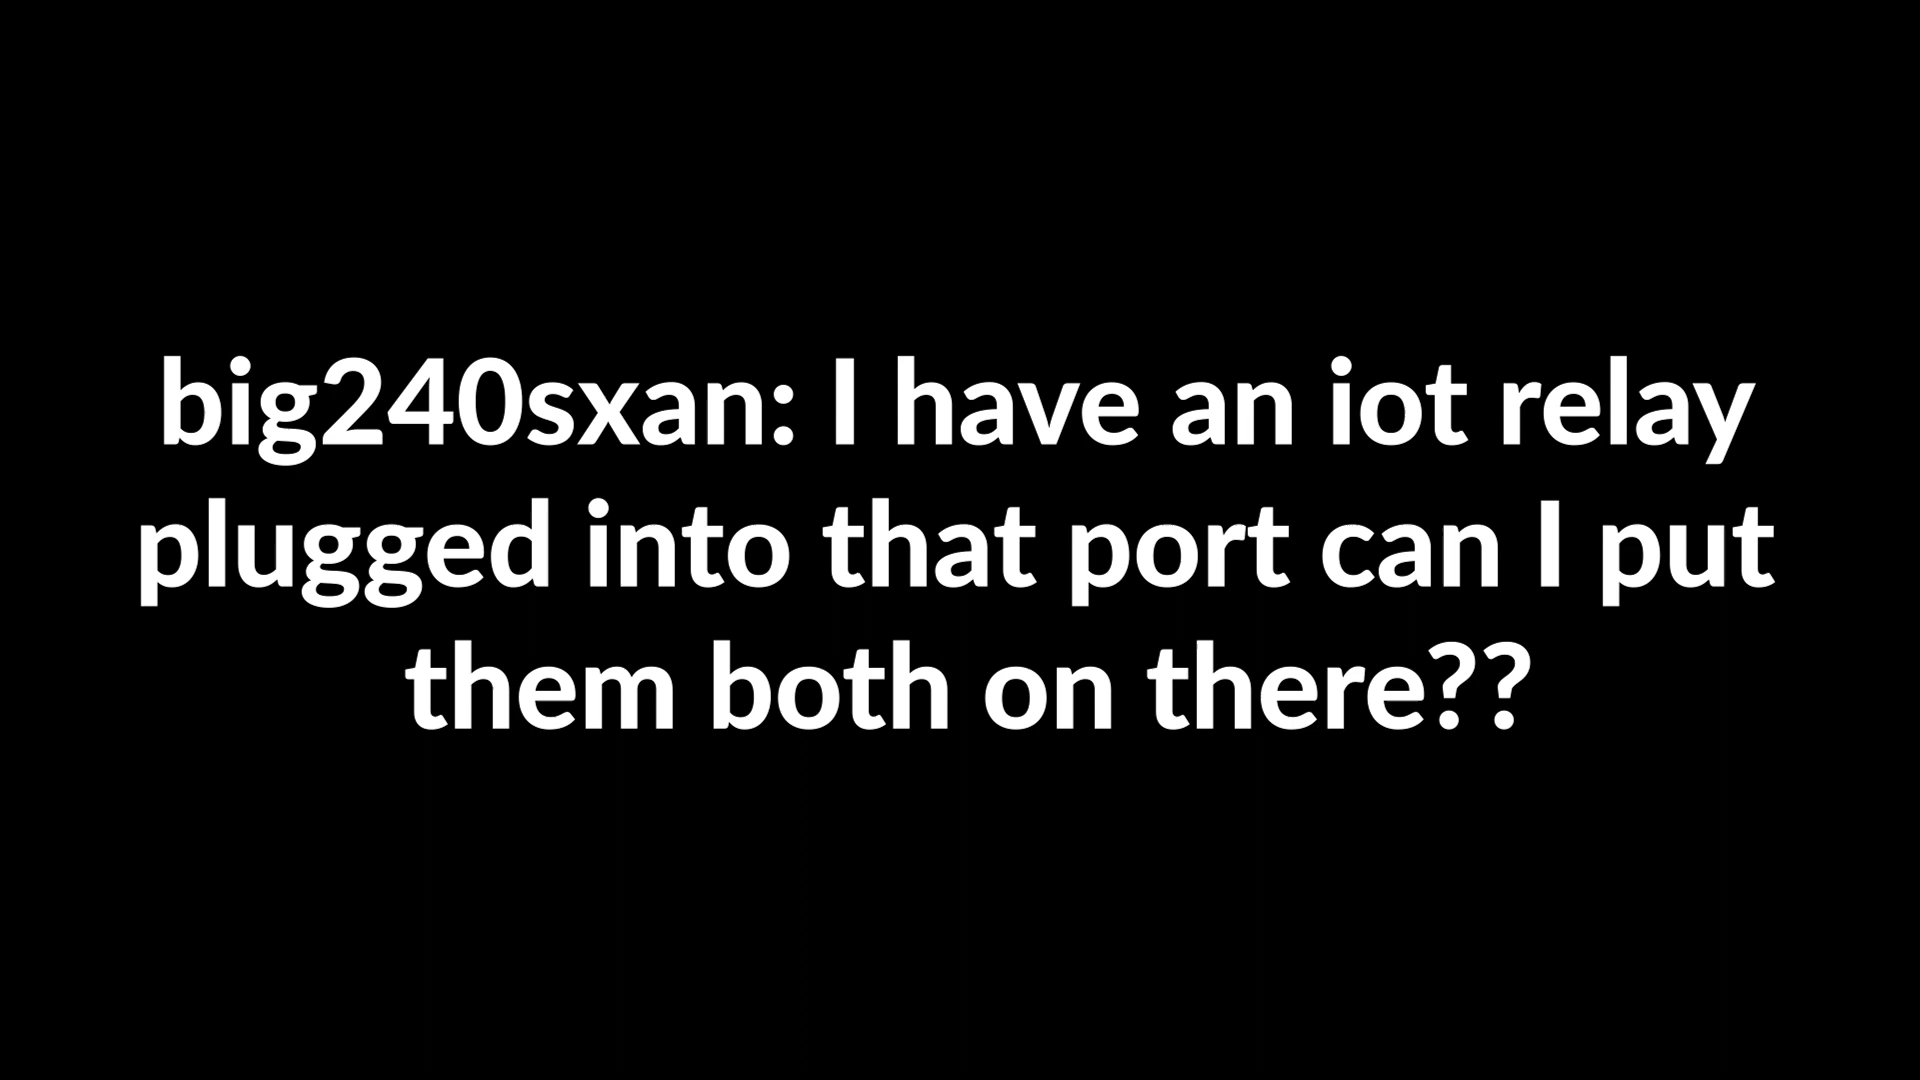 big240sxan: I have an iot relay
plugged into that port can I put
them both on there??